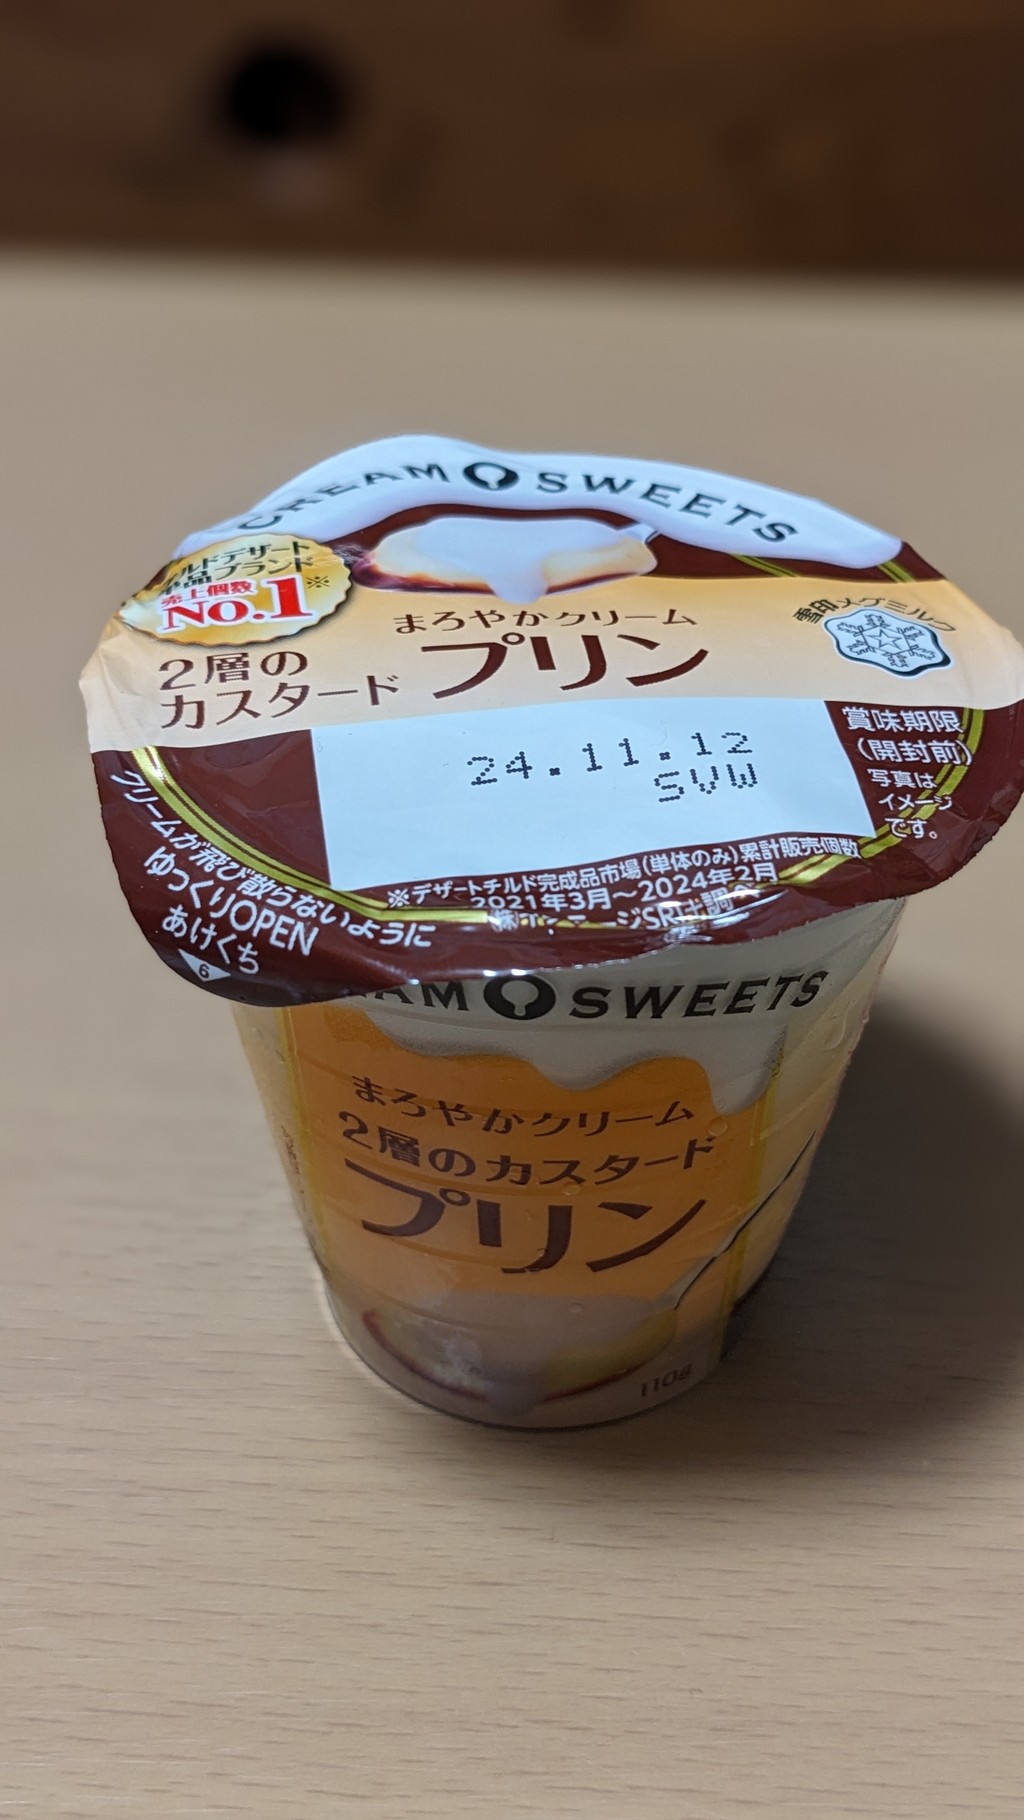 CREAM SWEETS
ルドデザート
品ブランド
売上個数
No.1※
まろやかクリーム
2層の
カスタード プリン
雪印メグミルク
24.11.12
SVW
賞味期限
(開封前)
写真は
イメージ
です。
※デザートチルド完成品市場(単体のみ)累計販売個数
2021年3月~2024年2月
SRI調べ
クリームが飛び散らないように
ゆっくりOPEN
あけくち
6
AM SWEETS
まろやかクリーム
2層のカスタード
プリン
110g